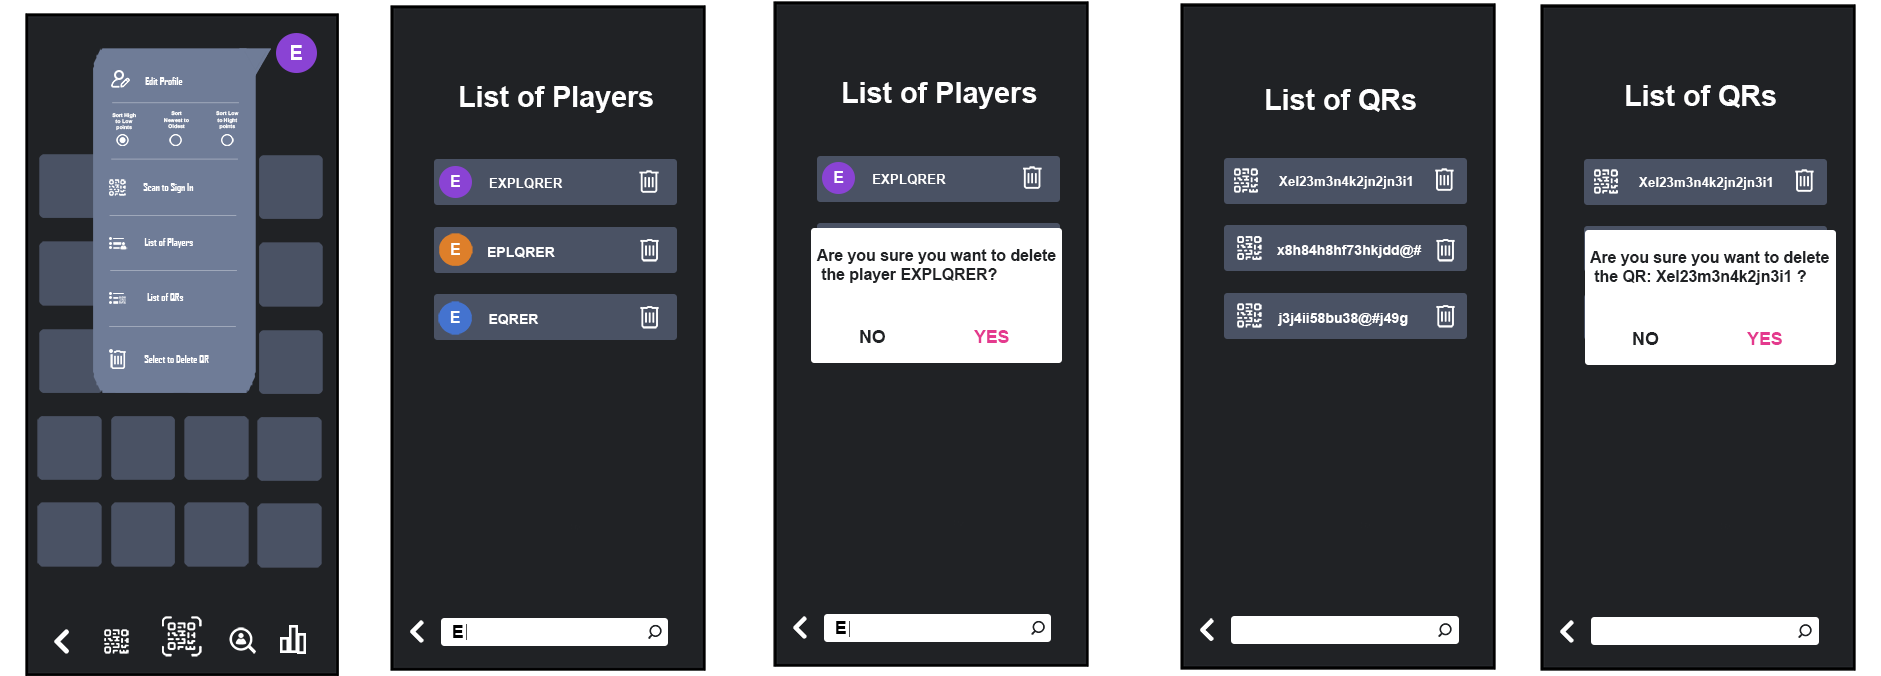 E
Edit Profile
Sort High
to Low
points
Sort
Newest to
Oldest
Sort Low
to Hight
points
Scan to Sign In
List of Players
List of QRs
Select to Delete QR
List of Players
E EXPLQRER
E EPLQRER
E EQRER
E
List of Players
E EXPLQRER
Are you sure you want to delete
the player EXPLQRER?
NO YES
E
List of QRs
Xel23m3n4k2jn2jn3i1
x8h84h8hf73hkjdd@#
j3j4ii58bu38@#j49g
List of QRs
Xel23m3n4k2jn2jn3i1
Are you sure you want to delete
the QR: Xel23m3n4k2jn3i1 ?
NO YES